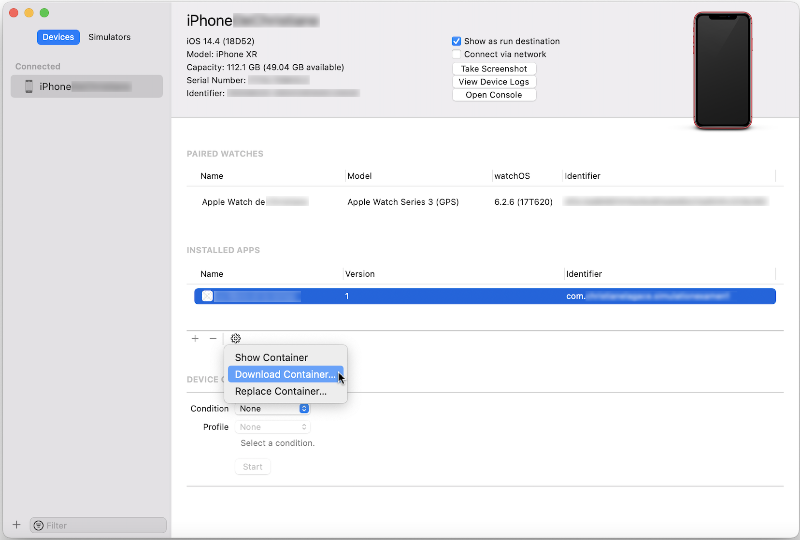 Devices
Simulators
Connected
iPhone
Filter
iPhone
iOS 14.4 (18D52)
Model: iPhone XR
Capacity: 112.1 GB (49.04 GB available)
Serial Number:
Identifier:
Show as run destination
Connect via network
Take Screenshot
View Device Logs
Open Console
PAIRED WATCHES
Name Model watchOS Identifier
Apple Watch de Apple Watch Series 3 (GPS) 6.2.6 (17T620)
INSTALLED APPS
Name Version Identifier
1 com.
Show Container
Download Container...
Replace Container...
DEVICE
Condition None
Profile None
Select a condition.
Start